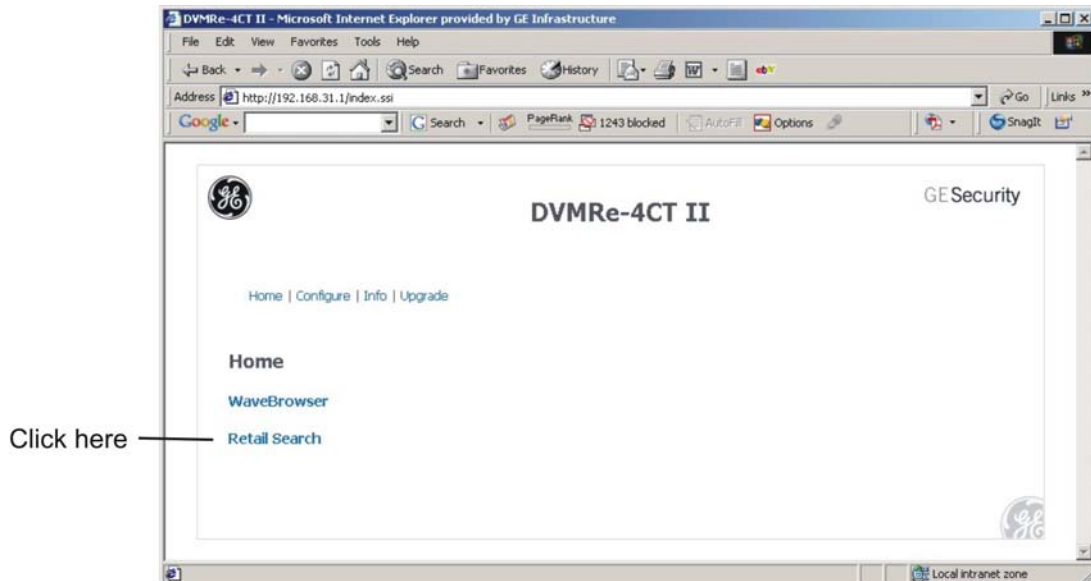 DVMRe-4CT II - Microsoft Internet Explorer provided by GE Infrastructure
File Edit View Favorites Tools Help
Back Search Favorites History
Address http://192.168.31.1/index.ssi Go Links »
Google Search PageRank 1243 blocked AutoFill Options SnagIt
GE
DVMRe-4CT II
GE Security
Home | Configure | Info | Upgrade
Home
WaveBrowser
Click here
Retail Search
GE
Local intranet zone